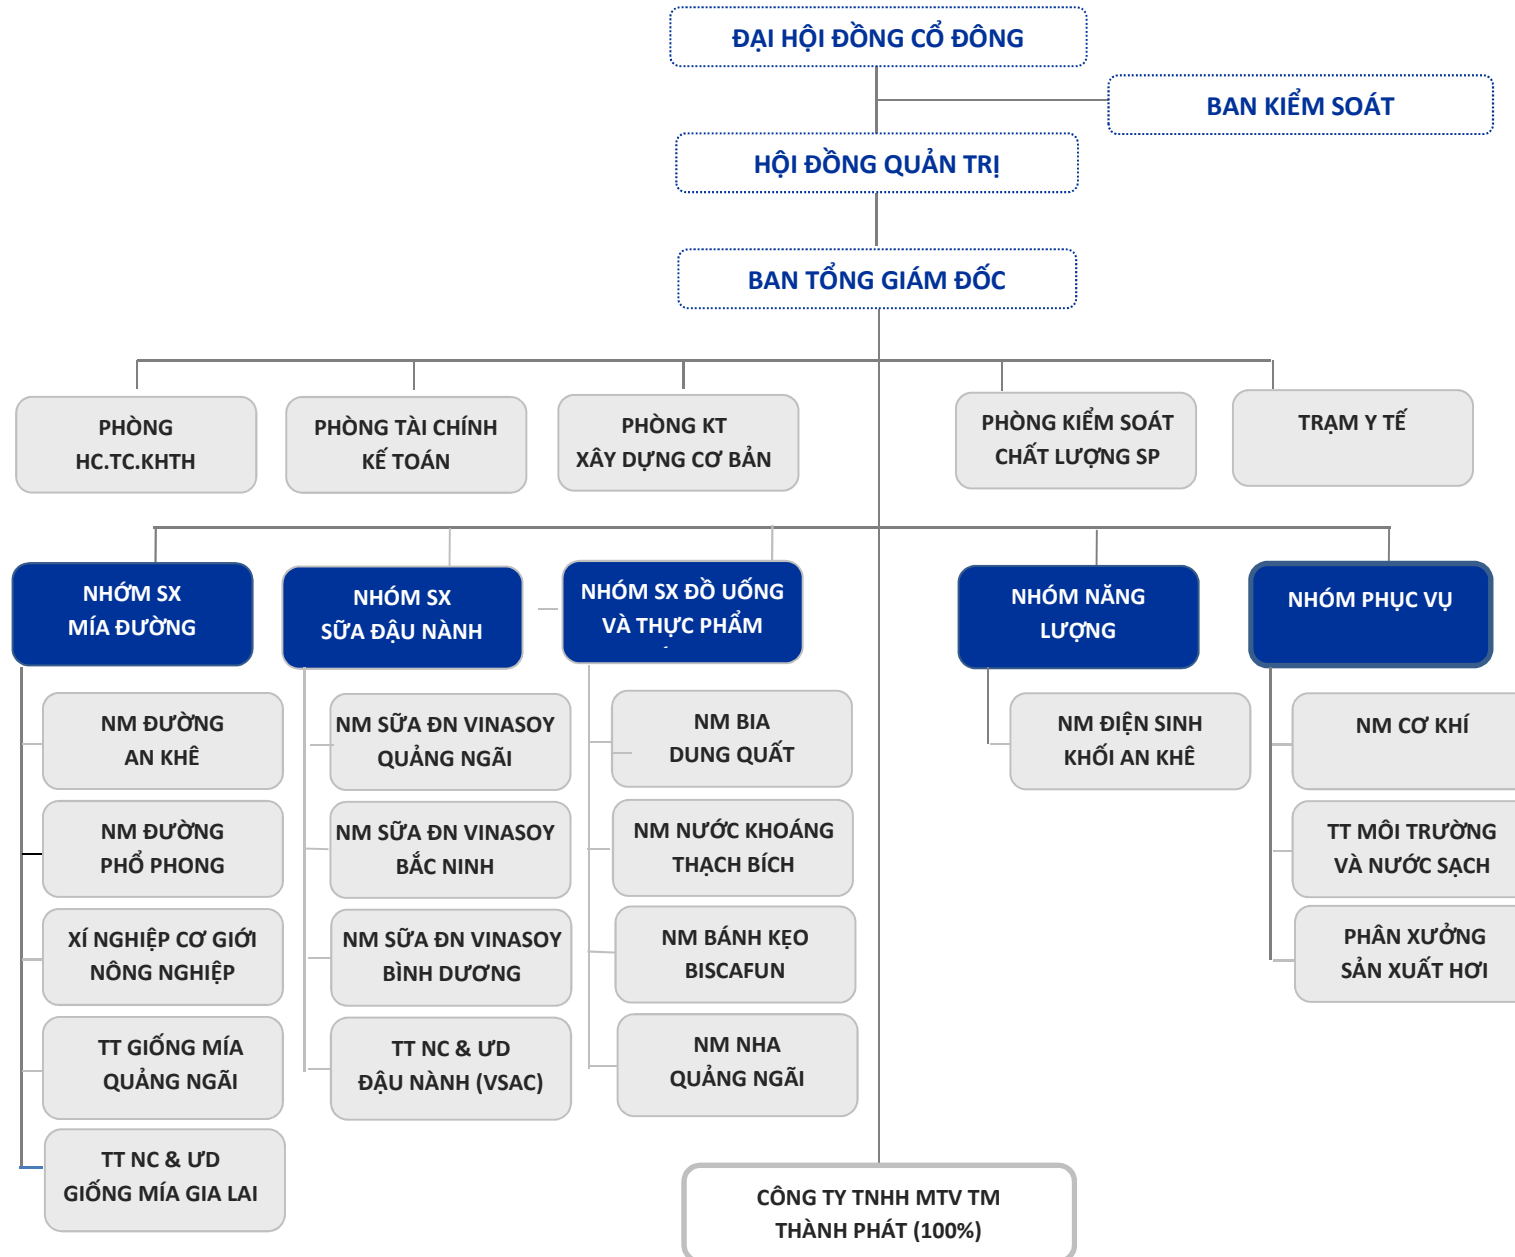 ĐẠI HỘI ĐỒNG CỔ ĐÔNG
BAN KIỂM SOÁT
HỘI ĐỒNG QUẢN TRỊ
BAN TỔNG GIÁM ĐỐC
PHÒNG
HC.TC.KHTH
PHÒNG TÀI CHÍNH
KẾ TOÁN
PHÒNG KT
XÂY DỰNG CƠ BẢN
PHÒNG KIỂM SOÁT
CHẤT LƯỢNG SP
TRẠM Y TẾ
NHỚM SX
MÍA ĐƯỜNG
NHÓM SX
SỮA ĐẬU NÀNH
NHÓM SX ĐỒ UỐNG
VÀ THỰC PHẨM
NHÓM NĂNG
LƯỢNG
NHÓM PHỤC VỤ
NM ĐƯỜNG
AN KHÊ
NM ĐƯỜNG
PHỔ PHONG
XÍ NGHIỆP CƠ GIỚI
NÔNG NGHIỆP
TT GIỐNG MÍA
QUẢNG NGÃI
TT NC & ƯD
GIỐNG MÍA GIA LAI
NM SỮA ĐN VINASOY
QUẢNG NGÃI
NM SỮA ĐN VINASOY
BẮC NINH
NM SỮA ĐN VINASOY
BÌNH DƯƠNG
TT NC & ƯD
ĐẬU NÀNH (VSAC)
NM BIA
DUNG QUẤT
NM NƯỚC KHOÁNG
THẠCH BÍCH
NM BÁNH KẸO
BISCAFUN
NM NHA
QUẢNG NGÃI
NM ĐIỆN SINH
KHỐI AN KHÊ
NM CƠ KHÍ
TT MÔI TRƯỜNG
VÀ NƯỚC SẠCH
PHÂN XƯỞNG
SẢN XUẤT HƠI
CÔNG TY TNHH MTV TM
THÀNH PHÁT (100%)